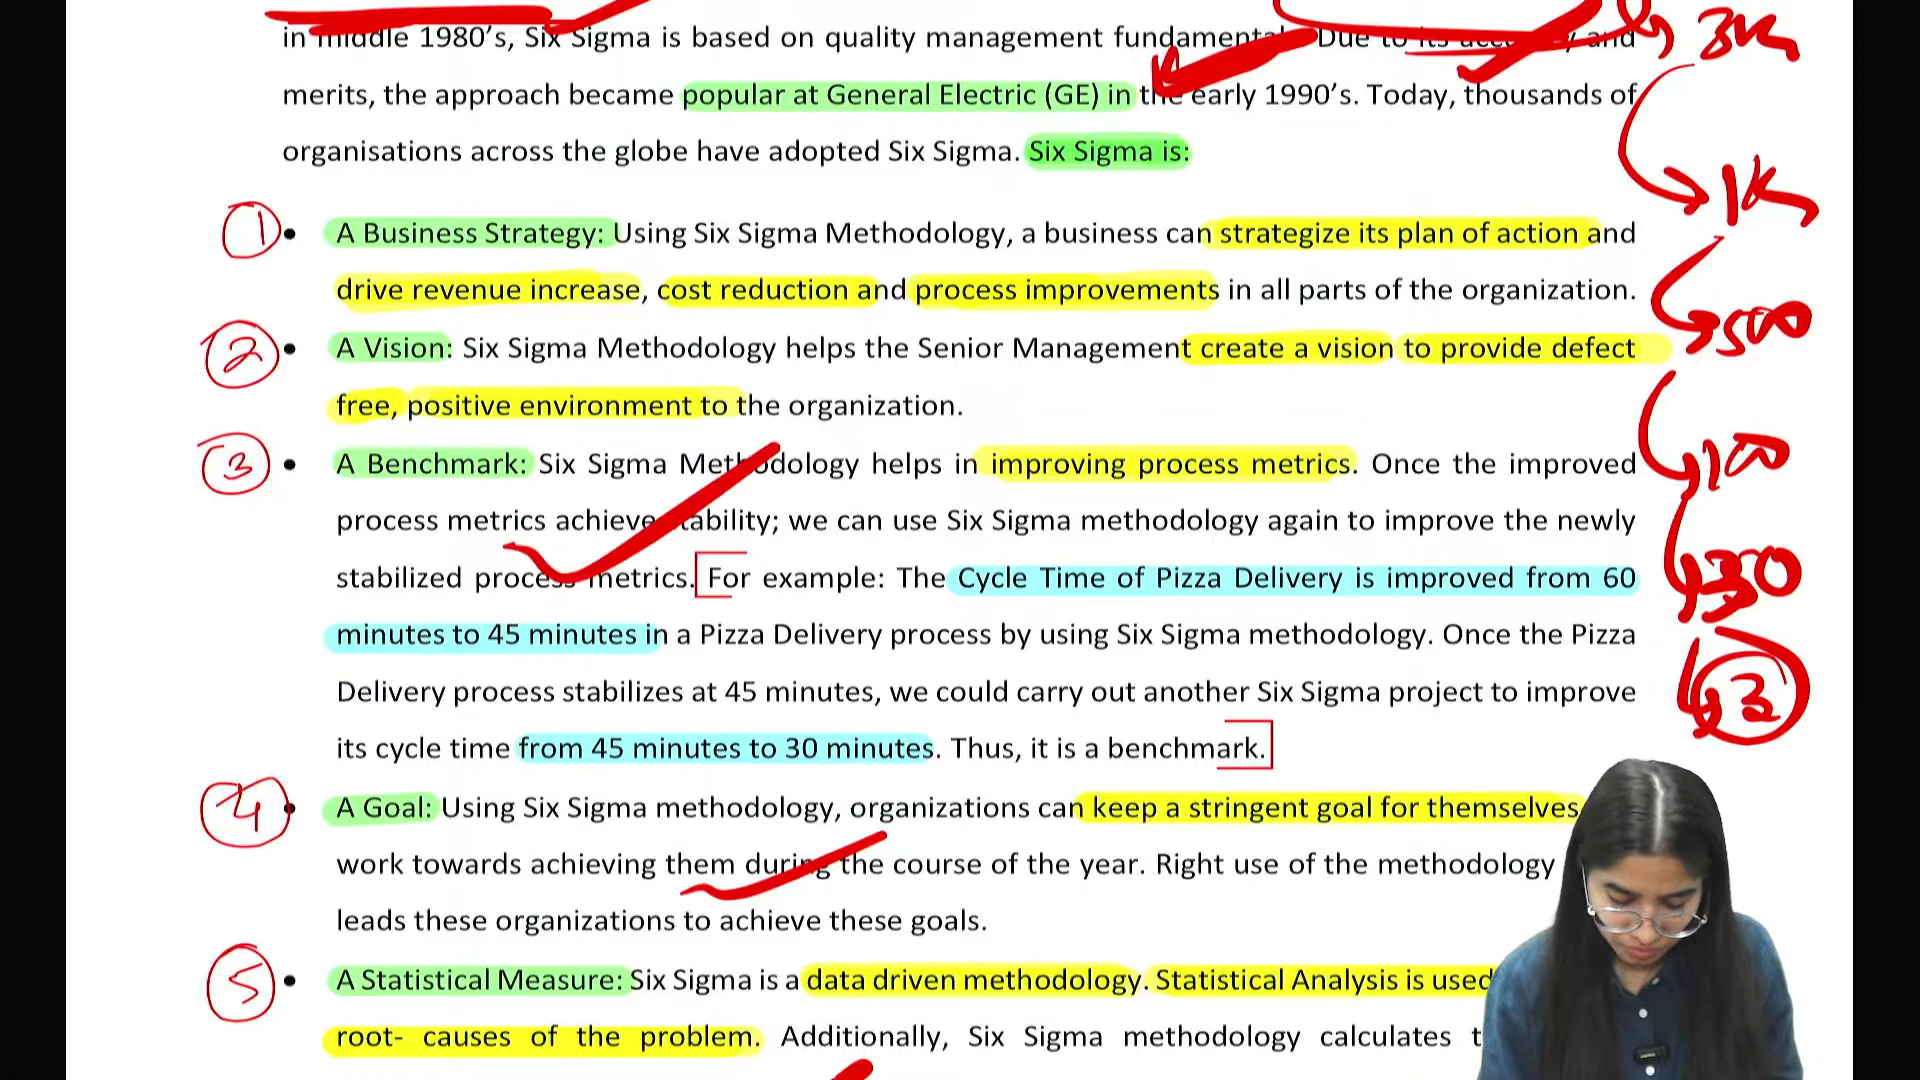 in middle 1980’s, Six Sigma is based on quality management Due to its and
merits, the approach became popular at General Electric (GE) in the early 1990’s. Today, thousands of
organisations across the globe have adopted Six Sigma. Six Sigma is:
1 • A Business Strategy: Using Six Sigma Methodology, a business can strategize its plan of action and
drive revenue increase, cost reduction and process improvements in all parts of the organization.
2 • A Vision: Six Sigma Methodology helps the Senior Management create a vision to provide defect
free, positive environment to the organization.
3 • A Benchmark: Six Sigma Methodology helps in improving process metrics. Once the improved
process metrics achieve stability; we can use Six Sigma methodology again to improve the newly
stabilized process metrics. For example: The Cycle Time of Pizza Delivery is improved from 60
minutes to 45 minutes in a Pizza Delivery process by using Six Sigma methodology. Once the Pizza
Delivery process stabilizes at 45 minutes, we could carry out another Six Sigma project to improve
its cycle time from 45 minutes to 30 minutes. Thus, it is a benchmark.
4 • A Goal: Using Six Sigma methodology, organizations can keep a stringent goal for themselves
work towards achieving them during the course of the year. Right use of the methodology
leads these organizations to achieve these goals.
5 • A Statistical Measure: Six Sigma is a data driven methodology. Statistical Analysis is used
root- causes of the problem. Additionally, Six Sigma methodology calculates
3K
1K
500
100
30
3